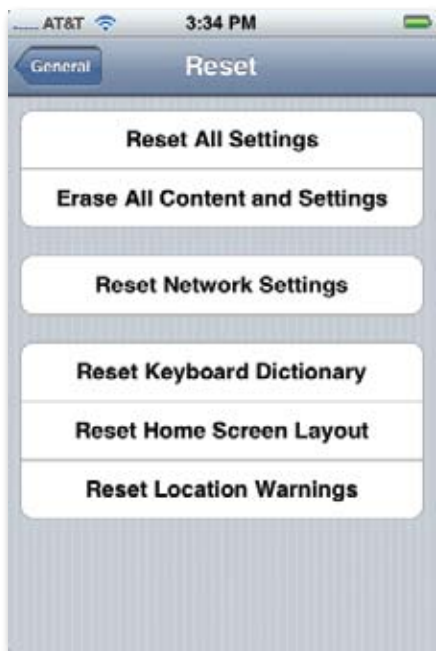 AT&T 3:34 PM
General Reset
Reset All Settings
Erase All Content and Settings
Reset Network Settings
Reset Keyboard Dictionary
Reset Home Screen Layout
Reset Location Warnings